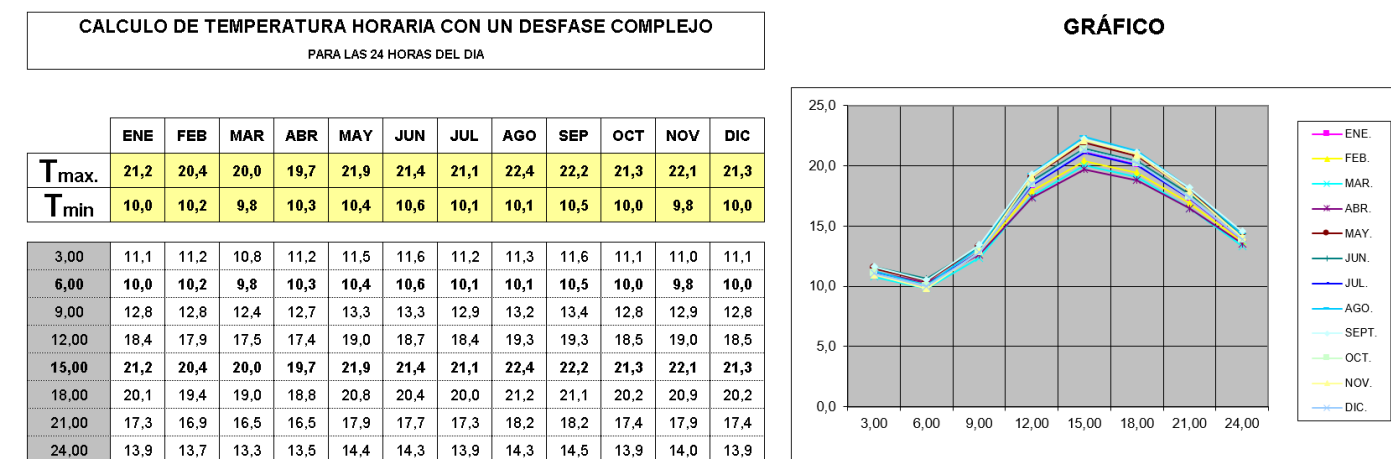 CALCULO DE TEMPERATURA HORARIA CON UN DESFASE COMPLEJO
PARA LAS 24 HORAS DEL DIA
ENE FEB MAR ABR MAY JUN JUL AGO SEP OCT NOV DIC
Tmax. 21,2 20,4 20,0 19,7 21,9 21,4 21,1 22,4 22,2 21,3 22,1 21,3
Tmin 10,0 10,2 9,8 10,3 10,4 10,6 10,1 10,1 10,5 10,0 9,8 10,0
3,00 11,1 11,2 10,8 11,2 11,5 11,6 11,2 11,3 11,6 11,1 11,0 11,1
6,00 10,0 10,2 9,8 10,3 10,4 10,6 10,1 10,1 10,5 10,0 9,8 10,0
9,00 12,8 12,8 12,4 12,7 13,3 13,3 12,9 13,2 13,4 12,8 12,9 12,8
12,00 18,4 17,9 17,5 17,4 19,0 18,7 18,4 19,3 19,3 18,5 19,0 18,5
15,00 21,2 20,4 20,0 19,7 21,9 21,4 21,1 22,4 22,2 21,3 22,1 21,3
18,00 20,1 19,4 19,0 18,8 20,8 20,4 20,0 21,2 21,1 20,2 20,9 20,2
21,00 17,3 16,9 16,5 16,5 17,9 17,7 17,3 18,2 18,2 17,4 17,9 17,4
24,00 13,9 13,7 13,3 13,5 14,4 14,3 13,9 14,3 14,5 13,9 14,0 13,9
GRÁFICO
25,0
20,0
15,0
10,0
5,0
0,0
3,00 6,00 9,00 12,00 15,00 18,00 21,00 24,00
ENE.
FEB.
MAR.
ABR.
MAY.
JUN.
JUL.
AGO.
SEPT.
OCT.
NOV.
DIC.